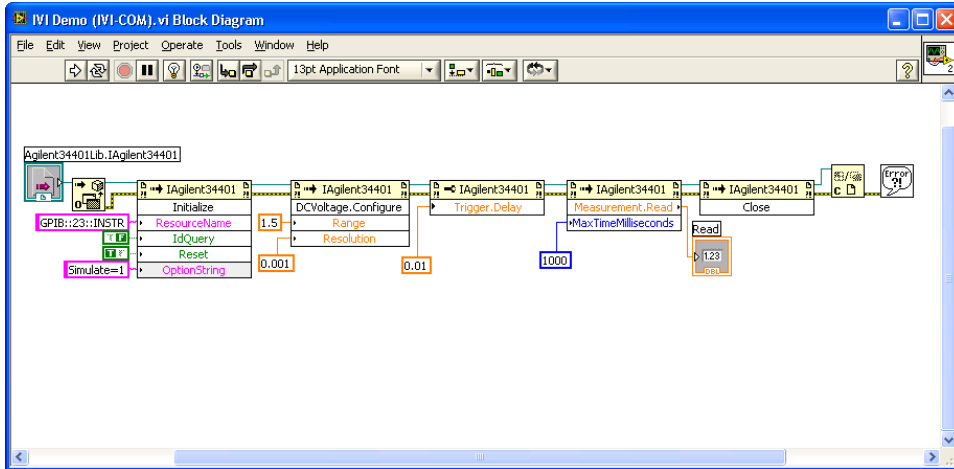 IVI Demo (IVI-COM).vi Block Diagram
File Edit View Project Operate Tools Window Help
13pt Application Font
2
Agilent34401Lib.IAgilent34401
IAgilent34401
Initialize
ResourceName
IdQuery
Reset
OptionString
GPIB::23::INSTR
F
T
Simulate=1
IAgilent34401
DCVoltage.Configure
Range
Resolution
1.5
0.001
IAgilent34401
Trigger.Delay
0.01
IAgilent34401
Measurement.Read
MaxTimeMilliseconds
1000
Read
1.23
DBL
IAgilent34401
Close
C
Error
?!